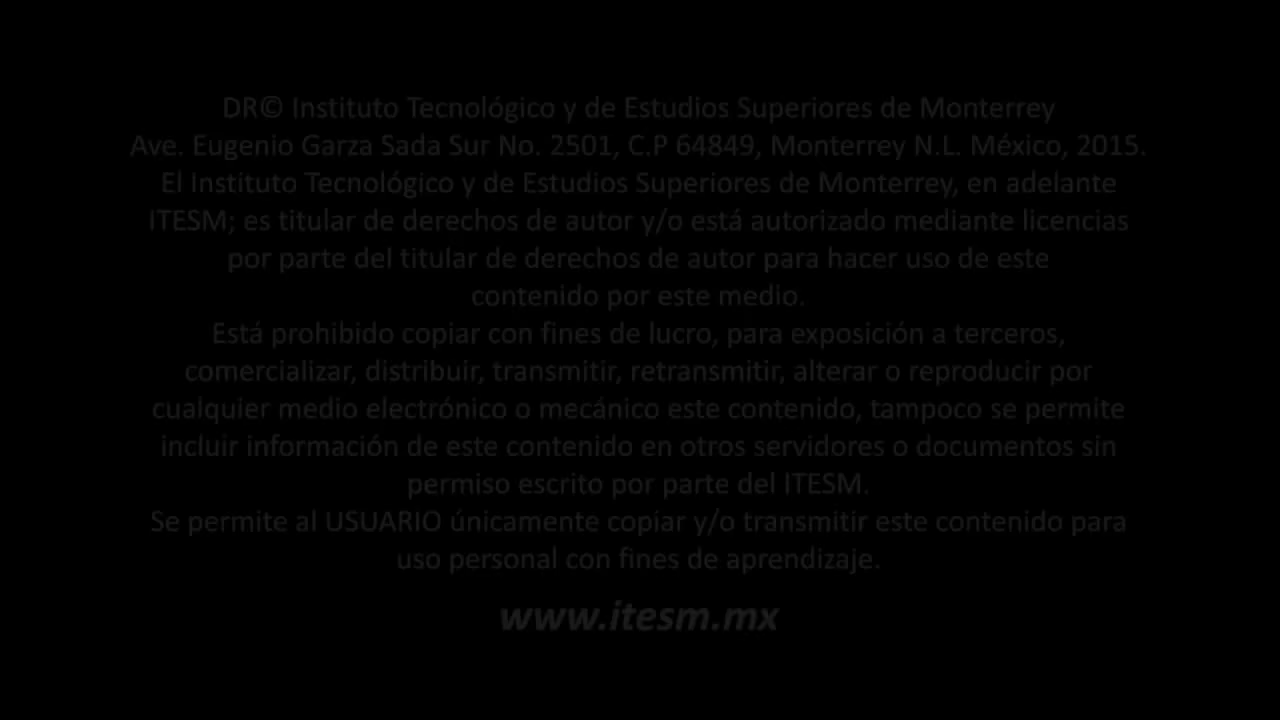 DR© Instituto Tecnológico y de Estudios Superiores de Monterrey
Ave. Eugenio Garza Sada Sur No. 2501, C.P 64849, Monterrey N.L. México, 2015.
El Instituto Tecnológico y de Estudios Superiores de Monterrey, en adelante
ITESM; es titular de derechos de autor y/o está autorizado mediante licencias
por parte del titular de derechos de autor para hacer uso de este
contenido por este medio.
Está prohibido copiar con fines de lucro, para exposición a terceros,
comercializar, distribuir, transmitir, retransmitir, alterar o reproducir por
cualquier medio electrónico o mecánico este contenido, tampoco se permite
incluir información de este contenido en otros servidores o documentos sin
permiso escrito por parte del ITESM.
Se permite al USUARIO únicamente copiar y/o transmitir este contenido para
uso personal con fines de aprendizaje.
www.itesm.mx